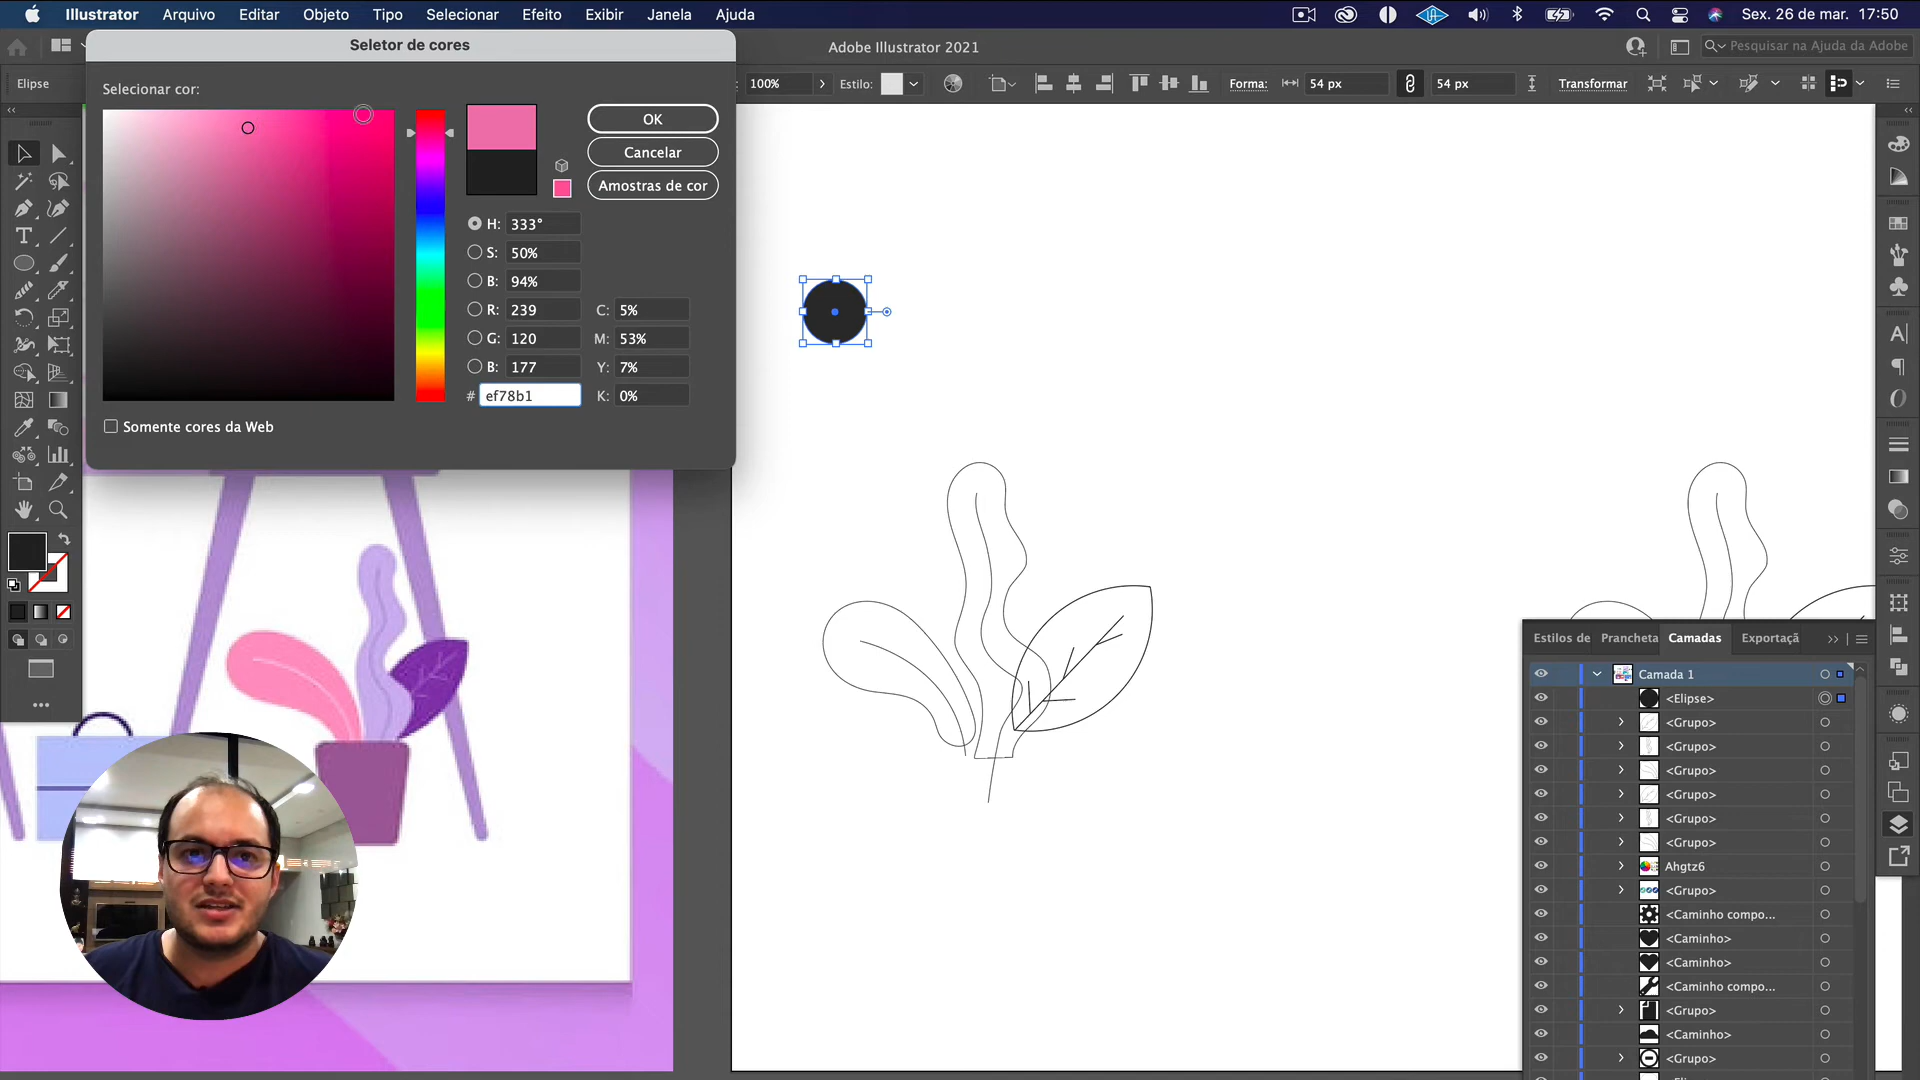 Illustrator Arquivo Editar Objeto Tipo Selecionar Efeito Exibir Janela Ajuda
Sex. 26 de mar. 17:50
Seletor de cores
Adobe Illustrator 2021
Pesquisar na Ajuda da Adobe
Elipse
100%
Estilo:
Forma:
54 px
54 px
Transformar
Selecionar cor:
OK
Cancelar
Amostras de cor
H: 333°
S: 50%
B: 94%
R: 239
G: 120
B: 177
# ef78b1
C: 5%
M: 53%
Y: 7%
K: 0%
Somente cores da Web
Estilos de
Prancheta
Camadas
Exportaçã
Camada 1
<Elipse>
<Grupo>
<Grupo>
<Grupo>
<Grupo>
<Grupo>
<Grupo>
Ahgtz6
<Grupo>
<Caminho compo...
<Caminho>
<Caminho>
<Caminho compo...
<Grupo>
<Caminho>
<Grupo>